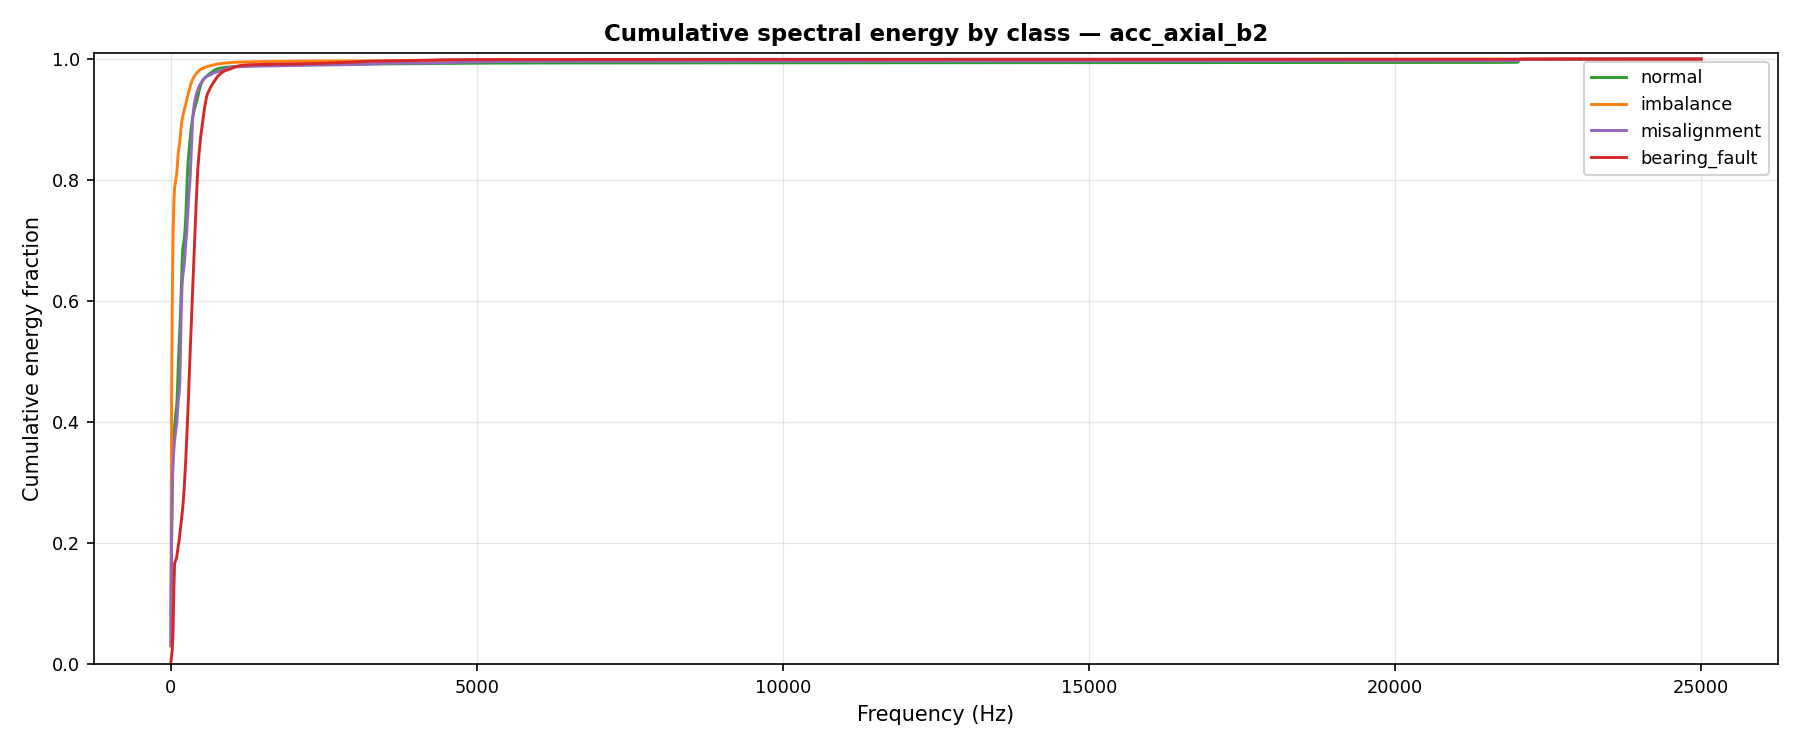 Cumulative spectral energy by class — acc_axial_b2
1.0
0.8
0.6
0.4
0.2
0.0
Cumulative energy fraction
normal
imbalance
misalignment
bearing_fault
0 5000 10000 15000 20000 25000
Frequency (Hz)